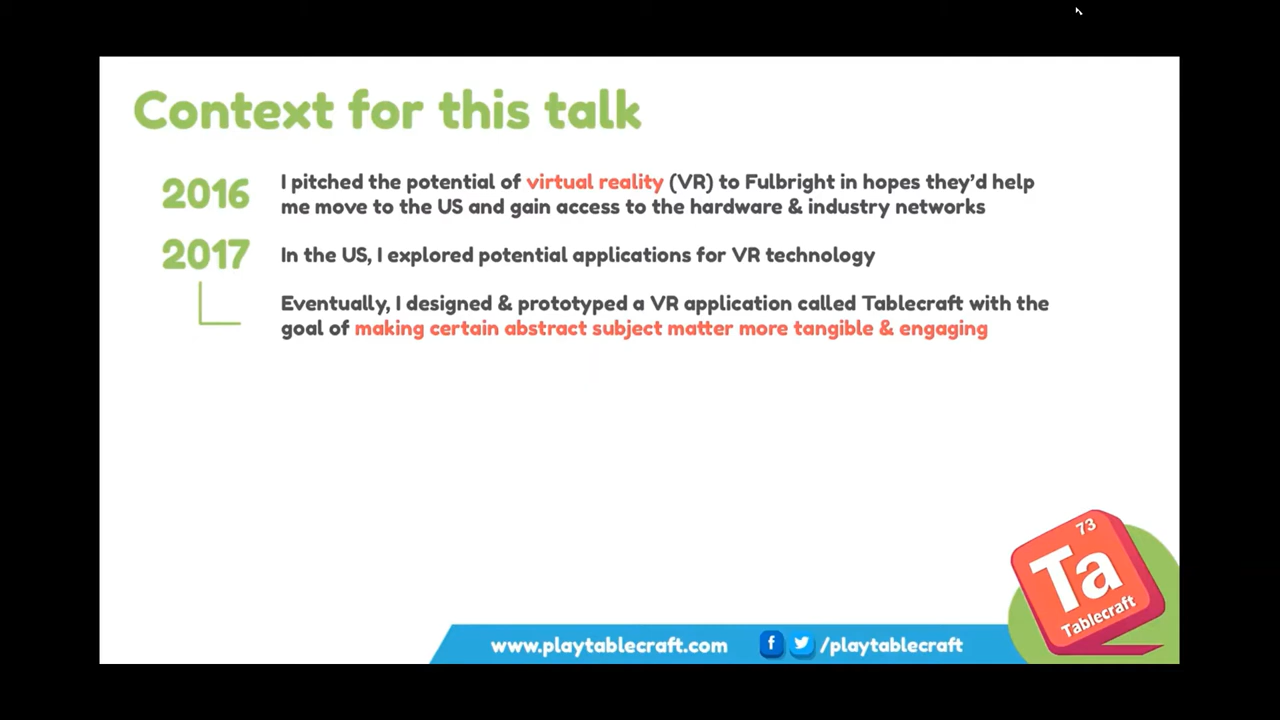 Context for this talk
2016
I pitched the potential of virtual reality (VR) to Fulbright in hopes they’d help
me move to the US and gain access to the hardware & industry networks
2017
In the US, I explored potential applications for VR technology
Eventually, I designed & prototyped a VR application called Tablecraft with the
goal of making certain abstract subject matter more tangible & engaging
73
Ta
Tablecraft
www.playtablecraft.com f /playtablecraft